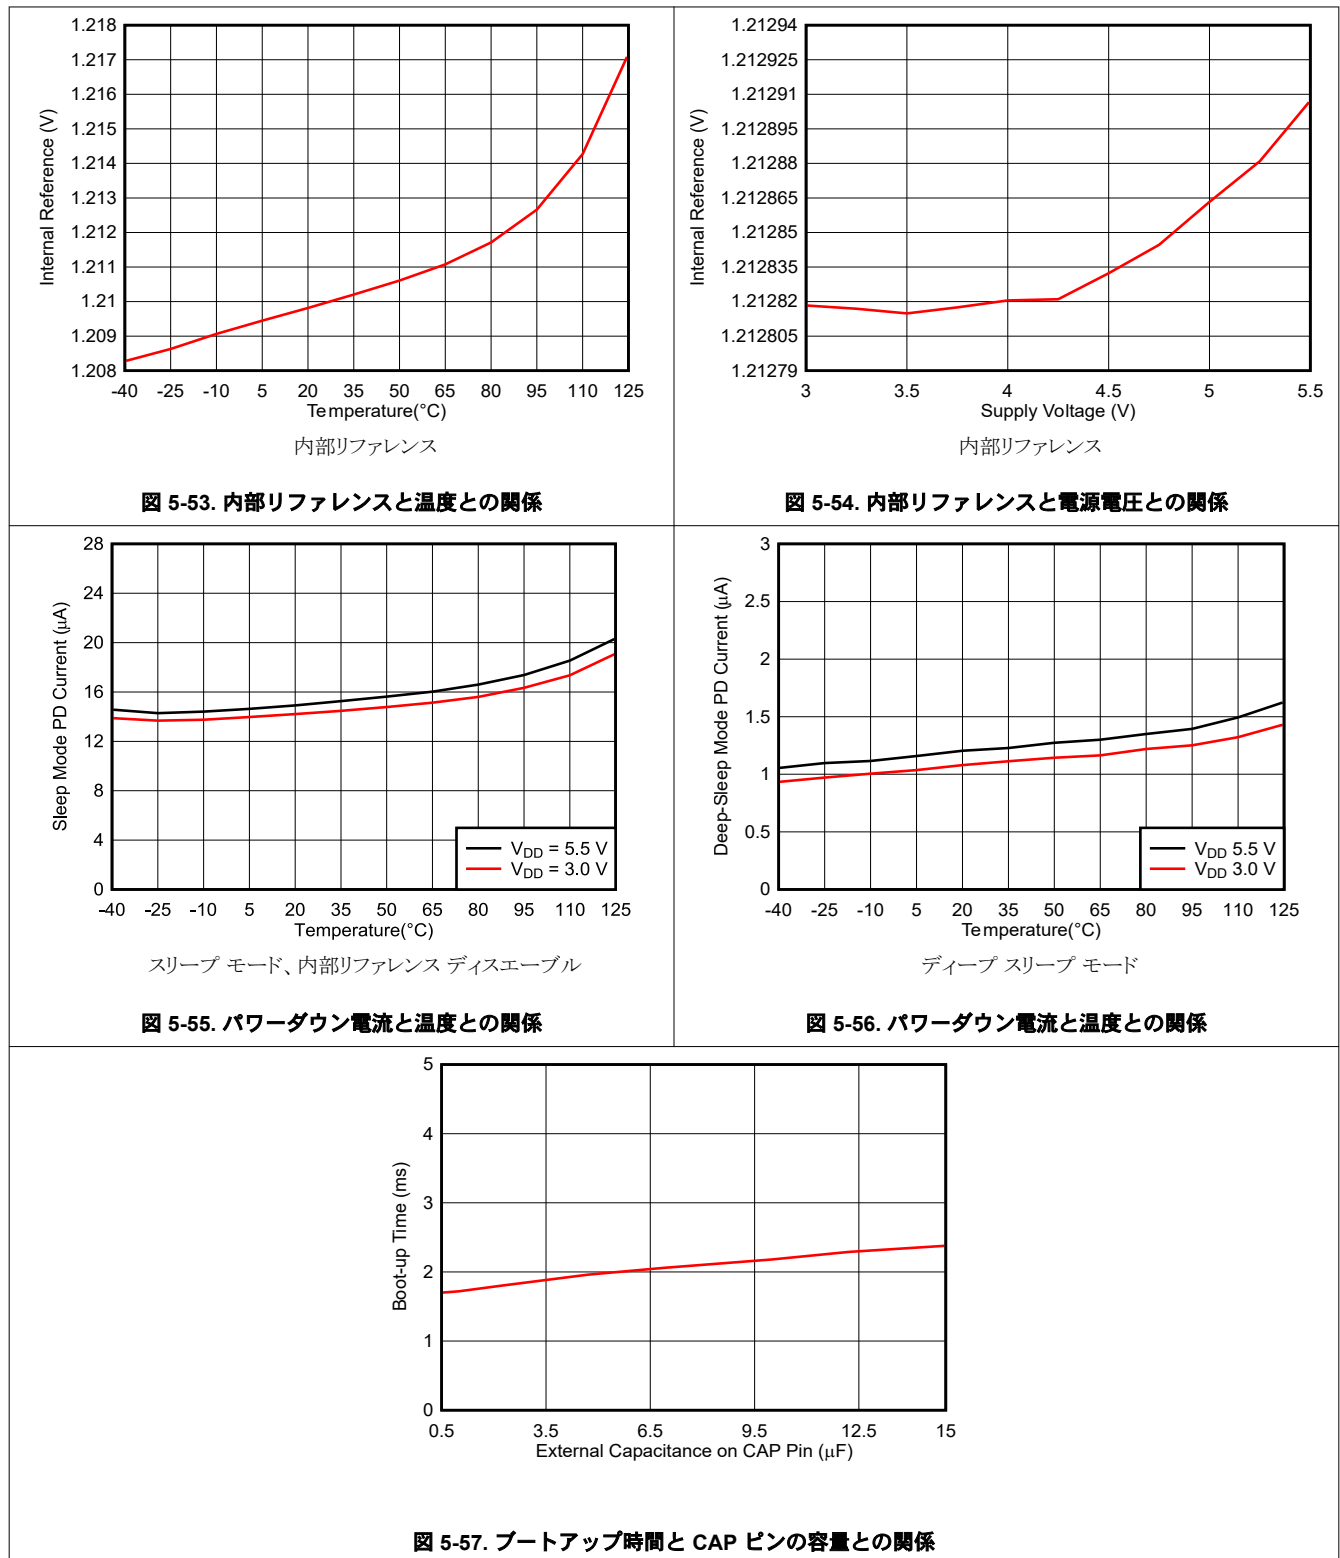 1.218
1.217
1.216
1.215
1.214
1.213
1.212
1.211
1.21
1.209
1.208
Internal Reference (V)
-40 -25 -10 5 20 35 50 65 80 95 110 125
Temperature(°C)
内部リファレンス
図 5-53. 内部リファレンスと温度との関係
1.21294
1.212925
1.21291
1.212895
1.21288
1.212865
1.21285
1.212835
1.21282
1.212805
1.21279
Internal Reference (V)
3 3.5 4 4.5 5 5.5
Supply Voltage (V)
内部リファレンス
図 5-54. 内部リファレンスと電源電圧との関係
28
24
20
16
12
8
4
0
Sleep Mode PD Current (μA)
VDD = 5.5 V
VDD = 3.0 V
-40 -25 -10 5 20 35 50 65 80 95 110 125
Temperature(°C)
スリープ モード、内部リファレンス ディスエーブル
図 5-55. パワーダウン電流と温度との関係
3
2.5
2
1.5
1
0.5
0
Deep-Sleep Mode PD Current (μA)
VDD 5.5 V
VDD 3.0 V
-40 -25 -10 5 20 35 50 65 80 95 110 125
Temperature(°C)
ディープ スリープ モード
図 5-56. パワーダウン電流と温度との関係
5
4
3
2
1
0
Boot-up Time (ms)
0.5 3.5 6.5 9.5 12.5 15
External Capacitance on CAP Pin (μF)
図 5-57. ブートアップ時間と CAP ピンの容量との関係